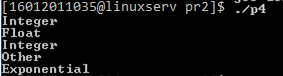 [16012011035@linuxserv pr2]$ ./p4
Integer
Float
Integer
Other
Exponential